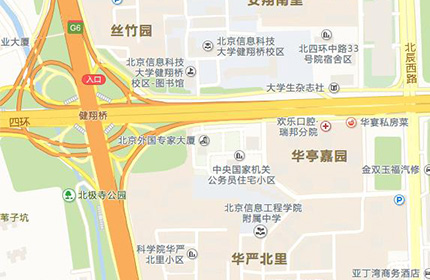 安翔南里
G6
丝竹园
业大厦
北京信息科技
大学健翔桥校区
北四环中路33
号院宿舍区
北辰西路
入口
北京信息科技
大学健翔桥
校区-图书馆
大学生杂志社
健翔桥
四环
欢乐口腔-
瑞邦分院
华宴私房菜
北京外国专家大厦
华亭嘉园
中央国家机关
公务员住宅小区
金双玉福汽修
北极寺公园
苇子坑
北京信息工程学院
附属中学
科学院华严
北里小区
华严北里
亚丁湾商务酒店